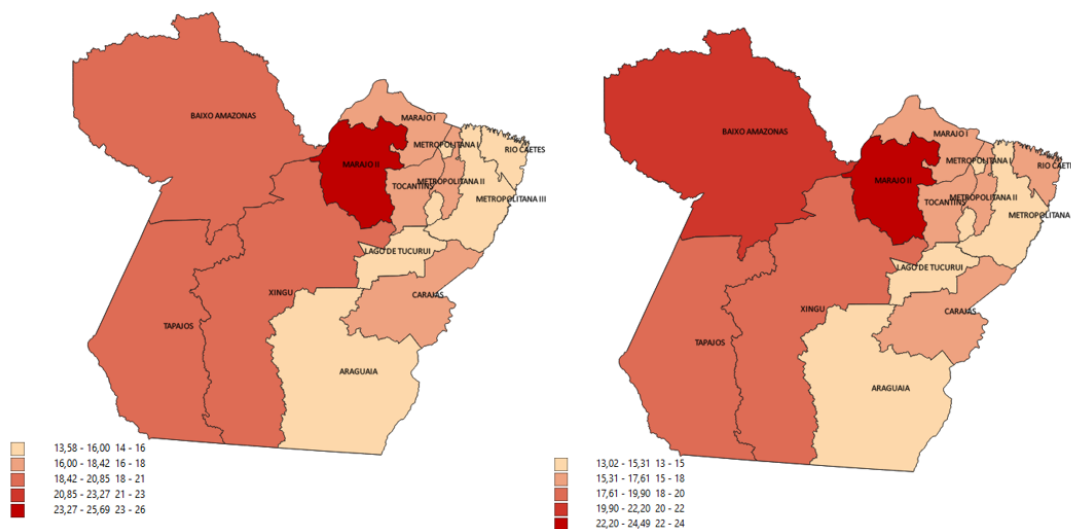 BAIXO AMAZONAS
MARAJO I
METROPOLITANA I
RIO CAETES
MARAJO II
METROPOLITANA II
TOCANTINS
METROPOLITANA III
LAGO DE TUCURUI
XINGU
CARAJAS
TAPAJOS
ARAGUAIA
13,58 - 16,00 14 - 16
16,00 - 18,42 16 - 18
18,42 - 20,85 18 - 21
20,85 - 23,27 21 - 23
23,27 - 25,69 23 - 26
BAIXO AMAZONAS
MARAJO I
METROPOLITANA I
RIO CAETES
MARAJO II
METROPOLITANA II
TOCANTINS
METROPOLITANA
LAGO DE TUCURUI
XINGU
CARAJAS
TAPAJOS
ARAGUAIA
13,02 - 15,31 13 - 15
15,31 - 17,61 15 - 18
17,61 - 19,90 18 - 20
19,90 - 22,20 20 - 22
22,20 - 24,49 22 - 24